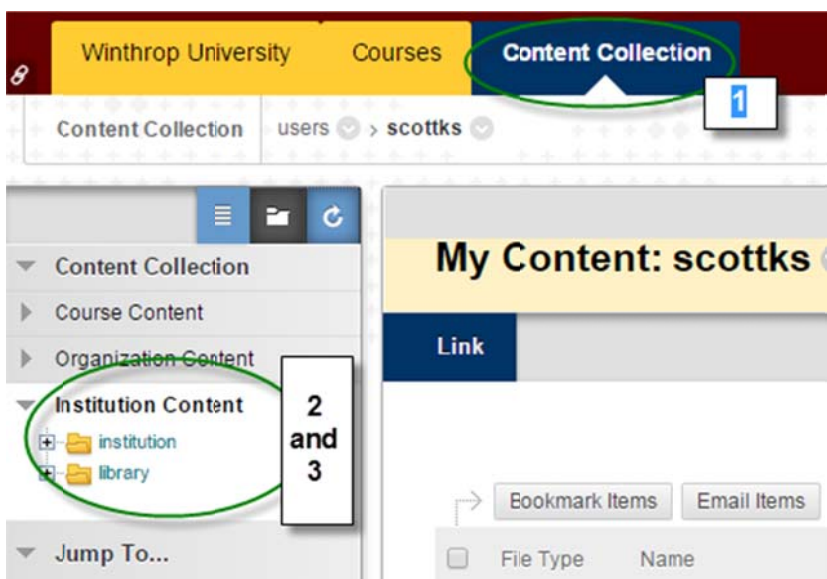 Winthrop University Courses Content Collection
1
Content Collection users > scottks
Content Collection
Course Content
Organization Content
Institution Content
institution
library
2
and
3
Jump To...
My Content: scottks
Link
Bookmark Items Email Items
File Type Name